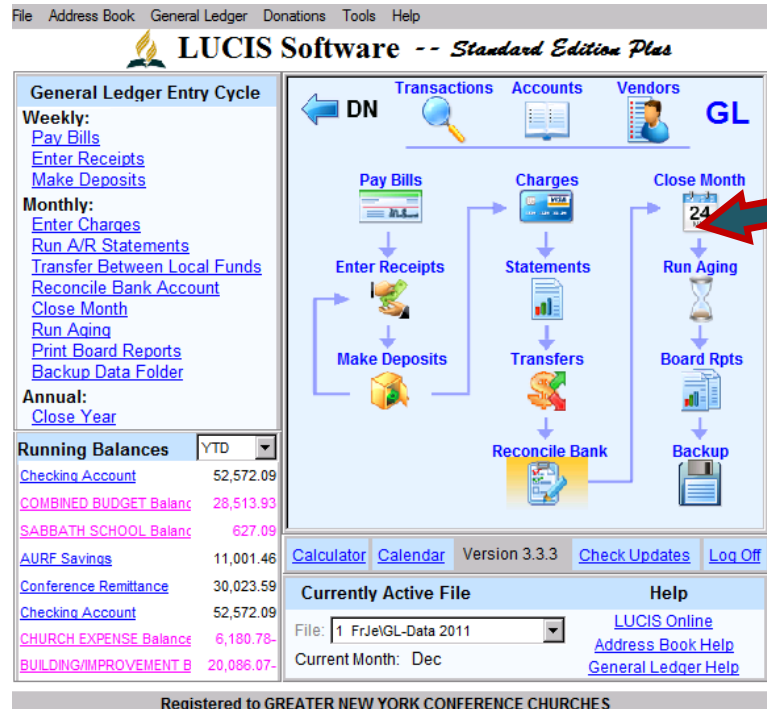 File Address Book General Ledger Donations Tools Help
LUCIS Software -- Standard Edition Plus
General Ledger Entry Cycle
Weekly:
Pay Bills
Enter Receipts
Make Deposits
Monthly:
Enter Charges
Run A/R Statements
Transfer Between Local Funds
Reconcile Bank Account
Close Month
Run Aging
Print Board Reports
Backup Data Folder
Annual:
Close Year
Running Balances YTD
Checking Account 52,572.09
COMBINED BUDGET Balanc 28,513.93
SABBATH SCHOOL Balanc 627.09
AURF Savings 11,001.46
Conference Remittance 30,023.59
Checking Account 52,572.09
CHURCH EXPENSE Balance 6,180.78-
BUILDING/IMPROVEMENT B 20,086.07-
DN Transactions Accounts Vendors GL
Pay Bills Charges Close Month
VISA 24
Enter Receipts Statements Run Aging
Make Deposits Transfers Board Rpts
Reconcile Bank Backup
Calculator Calendar Version 3.3.3 Check Updates Log Off
Currently Active File
File: 1 FrJe\GL-Data 2011
Current Month: Dec
Help
LUCIS Online
Address Book Help
General Ledger Help
Registered to GREATER NEW YORK CONFERENCE CHURCHES